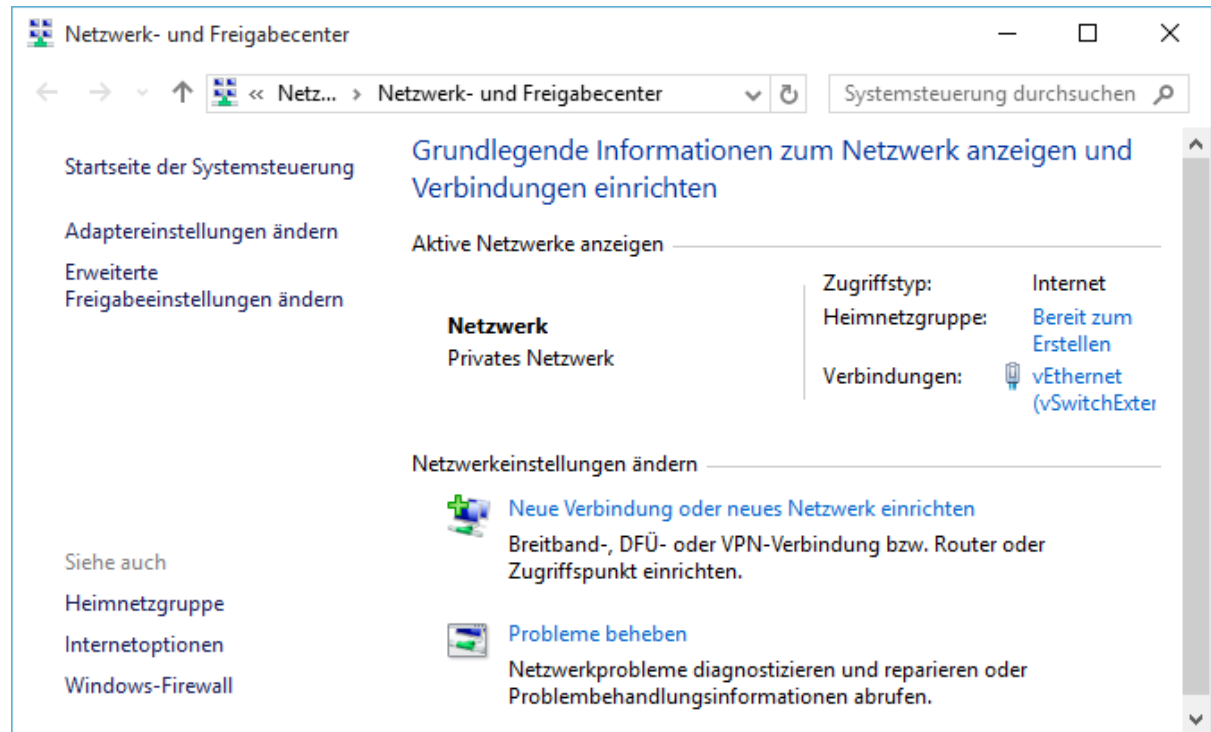 Netzwerk- und Freigabecenter
« Netz... › Netzwerk- und Freigabecenter
Systemsteuerung durchsuchen
Startseite der Systemsteuerung
Adaptereinstellungen ändern
Erweiterte
Freigabeeinstellungen ändern
Siehe auch
Heimnetzgruppe
Internetoptionen
Windows-Firewall
Grundlegende Informationen zum Netzwerk anzeigen und
Verbindungen einrichten
Aktive Netzwerke anzeigen
Netzwerk
Privates Netzwerk
Zugriffstyp: Internet
Heimnetzgruppe: Bereit zum
Erstellen
Verbindungen: vEthernet
(vSwitchExter
Netzwerkeinstellungen ändern
Neue Verbindung oder neues Netzwerk einrichten
Breitband-, DFÜ- oder VPN-Verbindung bzw. Router oder
Zugriffspunkt einrichten.
Probleme beheben
Netzwerkprobleme diagnostizieren und reparieren oder
Problembehandlungsinformationen abrufen.